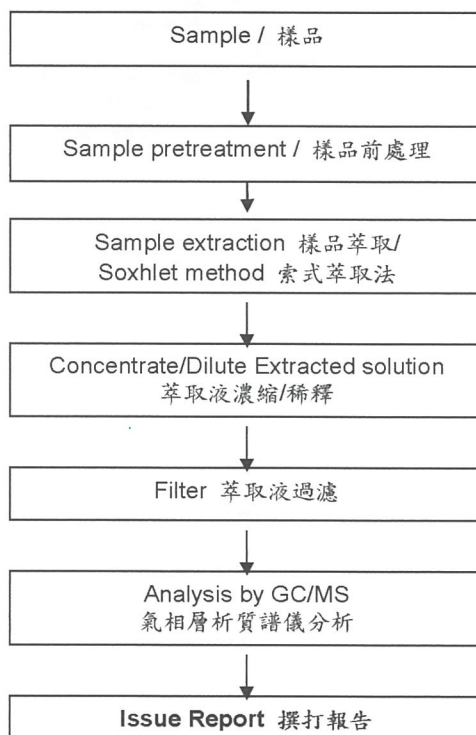 Sample / 樣品
Sample pretreatment / 樣品前處理
Sample extraction 樣品萃取/
Soxhlet method 索式萃取法
Concentrate/Dilute Extracted solution
萃取液濃縮/稀釋
Filter 萃取液過濾
Analysis by GC/MS
氣相層析質譜儀分析
Issue Report 撰打報告